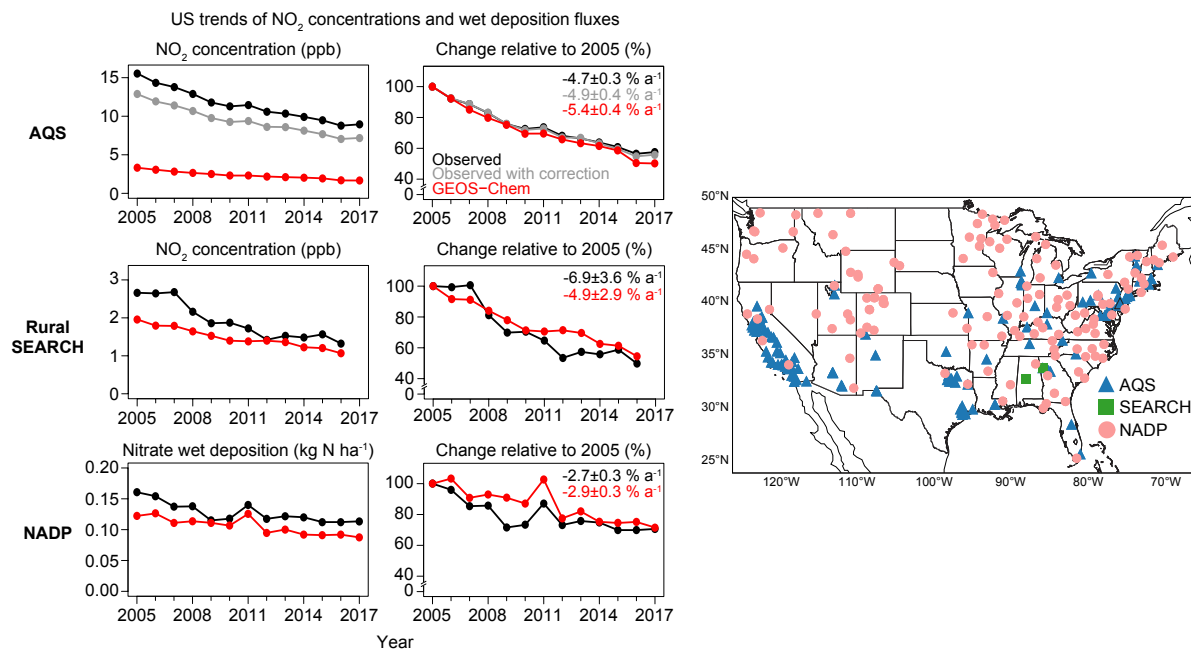 US trends of NO₂ concentrations and wet deposition fluxes
NO₂ concentration (ppb)
Change relative to 2005 (%)
AQS
15
10
5
0
2005 2008 2011 2014 2017
100
80
60
40
0
-4.7±0.3 % a⁻¹
-4.9±0.4 % a⁻¹
-5.4±0.4 % a⁻¹
Observed
Observed with correction
GEOS−Chem
2005 2008 2011 2014 2017
NO₂ concentration (ppb)
Change relative to 2005 (%)
Rural
SEARCH
3
2
1
0
2005 2008 2011 2014 2017
100
80
60
40
0
-6.9±3.6 % a⁻¹
-4.9±2.9 % a⁻¹
2005 2008 2011 2014 2017
Nitrate wet deposition (kg N ha⁻¹)
Change relative to 2005 (%)
NADP
0.20
0.15
0.10
0.05
0.00
2005 2008 2011 2014 2017
100
80
60
40
0
-2.7±0.3 % a⁻¹
-2.9±0.3 % a⁻¹
2005 2008 2011 2014 2017
Year
50°N
45°N
40°N
35°N
30°N
25°N
120°W 110°W 100°W 90°W 80°W 70°W
AQS
SEARCH
NADP